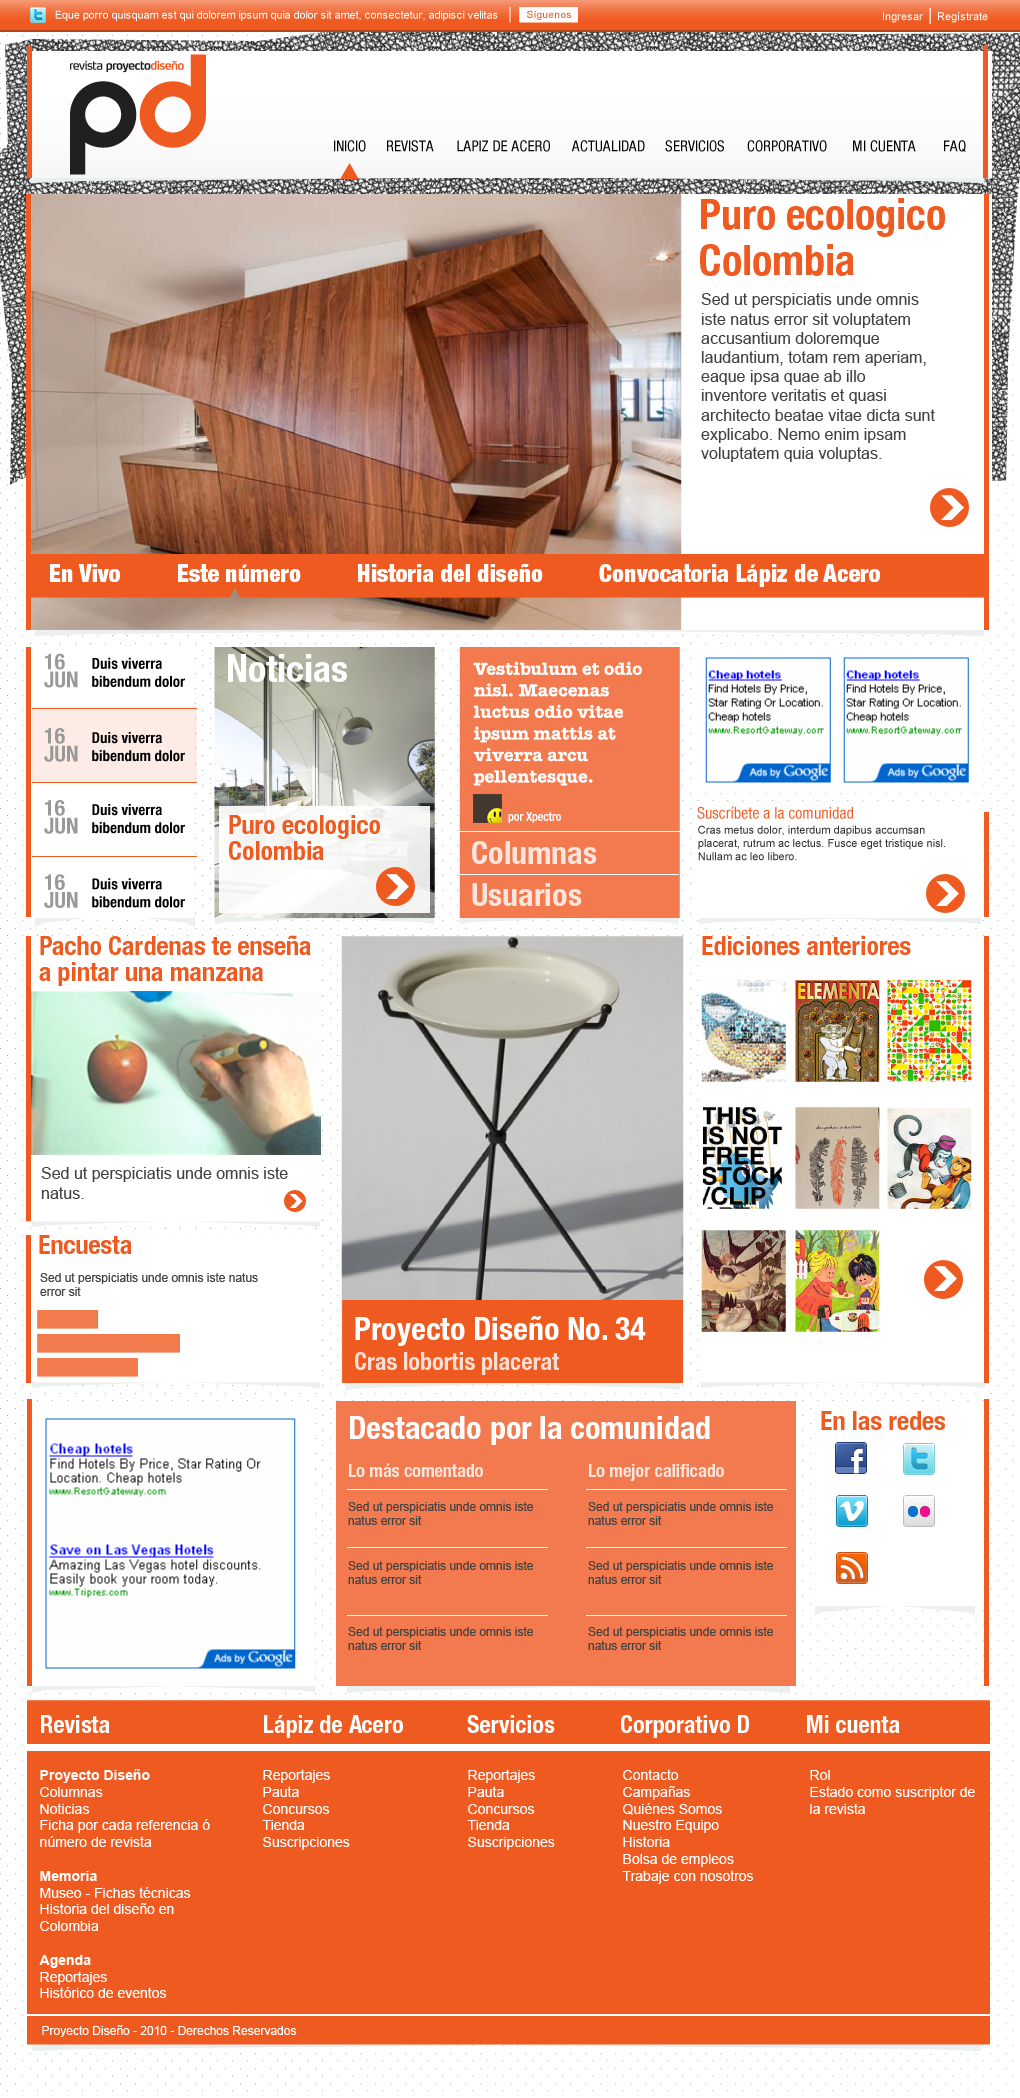 Eque porro quisquam est qui dolorem ipsum quia dolor sit amet, consectetur, adipisci velitas
Síguenos
Ingresar
Regístrate
revista proyectodiseño
pd
INICIO
REVISTA
LAPIZ DE ACERO
ACTUALIDAD
SERVICIOS
CORPORATIVO
MI CUENTA
FAQ
Puro ecologico
Colombia
Sed ut perspiciatis unde omnis
iste natus error sit voluptatem
accusantium doloremque
laudantium, totam rem aperiam,
eaque ipsa quae ab illo
inventore veritatis et quasi
architecto beatae vitae dicta sunt
explicabo. Nemo enim ipsam
voluptatem quia voluptas.
En Vivo
Este número
Historia del diseño
Convocatoria Lápiz de Acero
16
JUN
Duis viverra
bibendum dolor
16
JUN
Duis viverra
bibendum dolor
16
JUN
Duis viverra
bibendum dolor
16
JUN
Duis viverra
bibendum dolor
Noticias
Puro ecologico
Colombia
Vestibulum et odio
nisl. Maecenas
luctus odio vitae
ipsum mattis at
viverra arcu
pellentesque.
por Xpectro
Columnas
Usuarios
Cheap hotels
Find Hotels By Price,
Star Rating Or Location.
Cheap hotels
www.ResortGateway.com
Ads by Google
Cheap hotels
Find Hotels By Price,
Star Rating Or Location.
Cheap hotels
www.ResortGateway.com
Ads by Google
Suscríbete a la comunidad
Cras metus dolor, interdum dapibus accumsan
placerat, rutrum ac lectus. Fusce eget tristique nisl.
Nullam ac leo libero.
Pacho Cardenas te enseña
a pintar una manzana
Sed ut perspiciatis unde omnis iste
natus.
Encuesta
Sed ut perspiciatis unde omnis iste natus
error sit
Proyecto Diseño No. 34
Cras lobortis placerat
Ediciones anteriores
ELEMENTA
THIS
IS NOT
FREE
STOCK
/CLIP
Cheap hotels
Find Hotels By Price, Star Rating Or
Location. Cheap hotels
www.ResortGateway.com
Save on Las Vegas Hotels
Amazing Las Vegas hotel discounts.
Easily book your room today.
www.Tripres.com
Ads by Google
Destacado por la comunidad
Lo más comentado
Sed ut perspiciatis unde omnis iste
natus error sit
Sed ut perspiciatis unde omnis iste
natus error sit
Sed ut perspiciatis unde omnis iste
natus error sit
Lo mejor calificado
Sed ut perspiciatis unde omnis iste
natus error sit
Sed ut perspiciatis unde omnis iste
natus error sit
Sed ut perspiciatis unde omnis iste
natus error sit
En las redes
Revista
Proyecto Diseño
Columnas
Noticias
Ficha por cada referencia ó
número de revista
Memoria
Museo - Fichas técnicas
Historia del diseño en
Colombia
Agenda
Reportajes
Histórico de eventos
Lápiz de Acero
Reportajes
Pauta
Concursos
Tienda
Suscripciones
Servicios
Reportajes
Pauta
Concursos
Tienda
Suscripciones
Corporativo D
Contacto
Campañas
Quiénes Somos
Nuestro Equipo
Historia
Bolsa de empleos
Trabaje con nosotros
Mi cuenta
Rol
Estado como suscriptor de
la revista
Proyecto Diseño - 2010 - Derechos Reservados